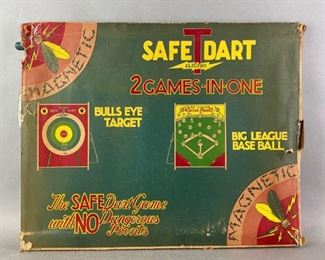 SAFE T DART
ELECTRO
2 GAMES-IN-ONE
MAGNETIC
BULLS EYE
TARGET
BIG LEAGUE
BASE BALL
The SAFE Dart Game
with NO Dangerous
Points
MAGNETIC